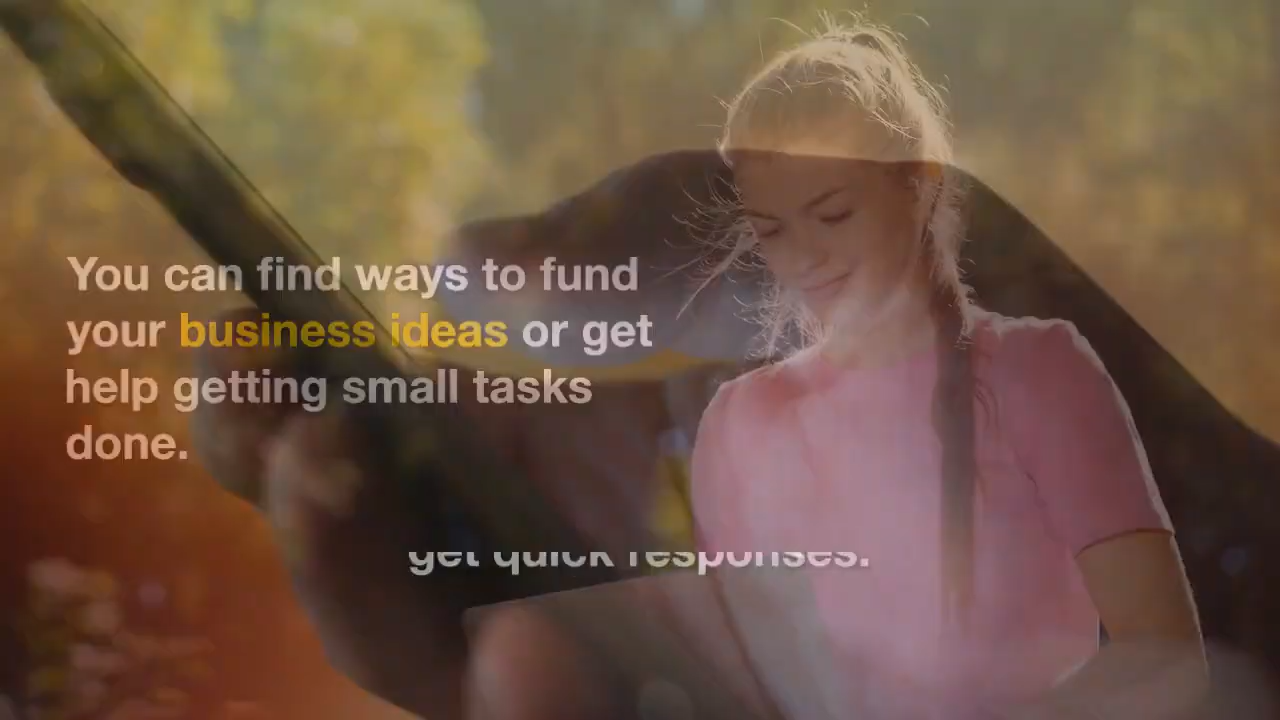 You can find ways to fund
your business ideas or get
help getting small tasks
done.
get quick responses.